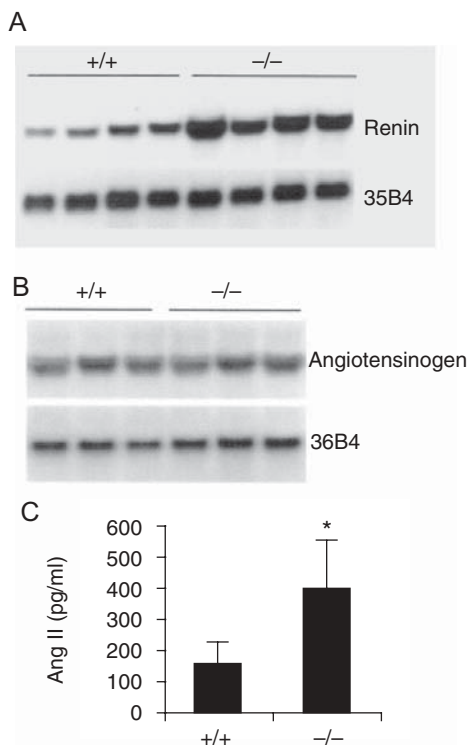 A
+/+ –/–
Renin
35B4
B
+/+ –/–
Angiotensinogen
36B4
C
Ang II (pg/ml)
600
500
400
300
200
100
0
*
+/+ –/–